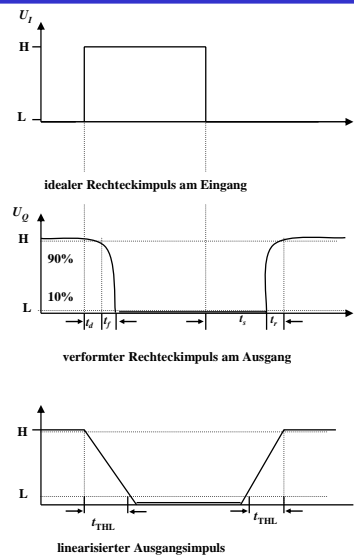 U_I
H
L
idealer Rechteckimpuls am Eingang
U_Q
H
90%
10%
L
t_d t_f t_s t_r
verformter Rechteckimpuls am Ausgang
H
L
t_THL t_THL
linearisierter Ausgangsimpuls